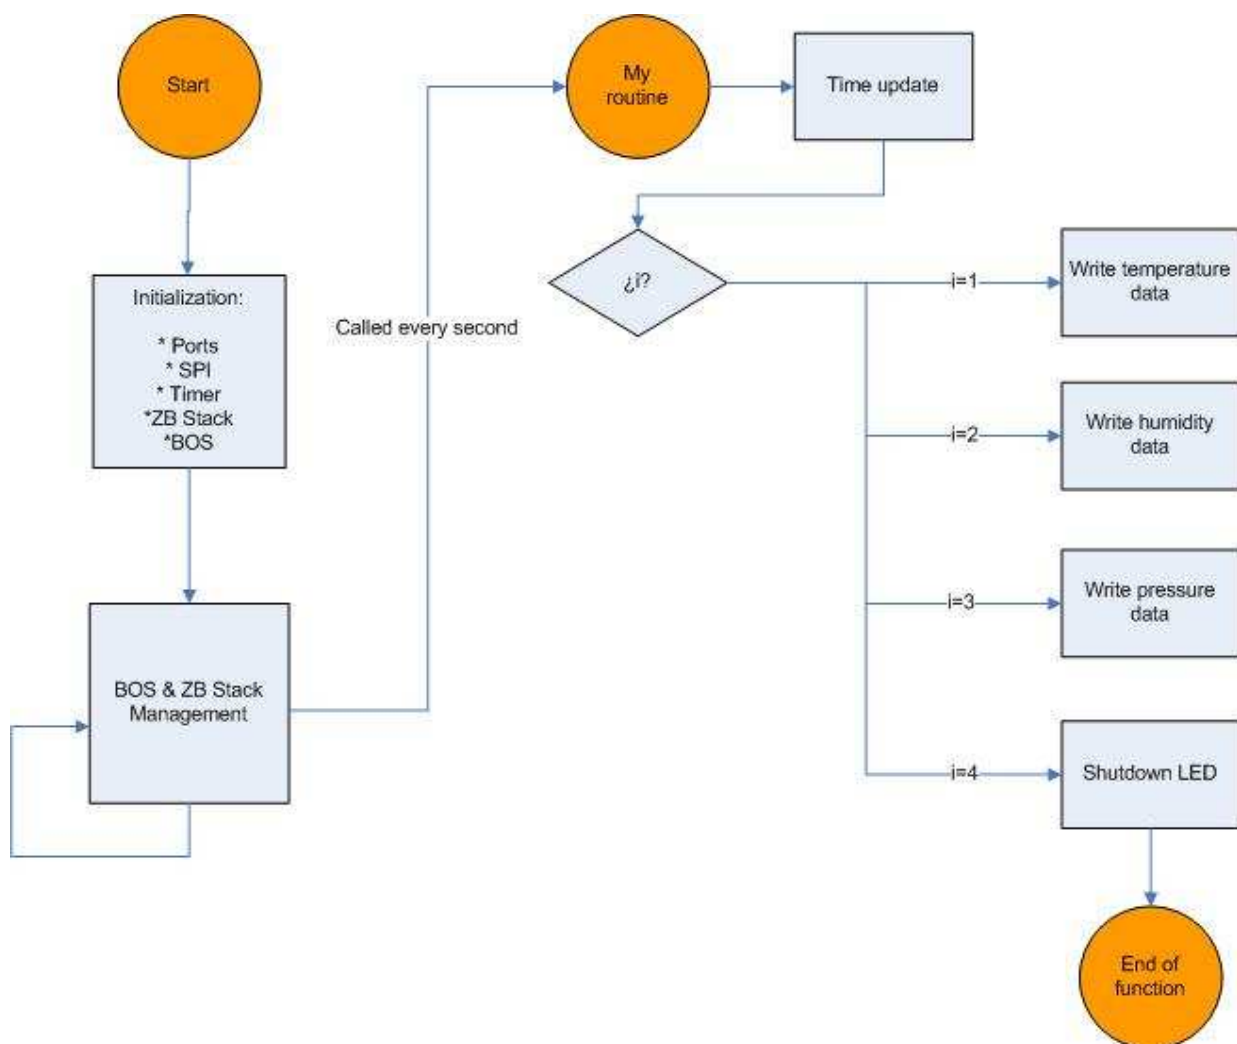 Start
Initialization:
* Ports
* SPI
* Timer
*ZB Stack
*BOS
BOS & ZB Stack
Management
Called every second
My
routine
Time update
¿i?
i=1
Write temperature
data
i=2
Write humidity
data
i=3
Write pressure
data
i=4
Shutdown LED
End of
function